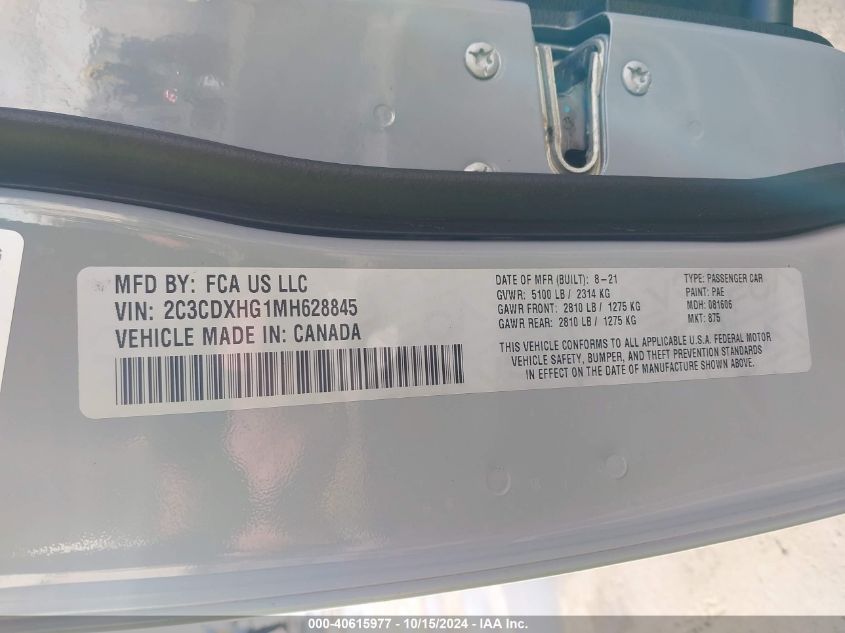 MFD BY: FCA US LLC
VIN: 2C3CDXHG1MH628845
VEHICLE MADE IN: CANADA
DATE OF MFR (BUILT): 8-21
GVWR: 5100 LB / 2314 KG
GAWR FRONT: 2810 LB / 1275 KG
GAWR REAR: 2810 LB / 1275 KG
TYPE: PASSENGER CAR
PAINT: PAE
MDH: 081606
MKT: 875
THIS VEHICLE CONFORMS TO ALL APPLICABLE U.S.A. FEDERAL MOTOR
VEHICLE SAFETY, BUMPER, AND THEFT PREVENTION STANDARDS
IN EFFECT ON THE DATE OF MANUFACTURE SHOWN ABOVE.
000-40615977 - 10/15/2024 - IAA Inc.